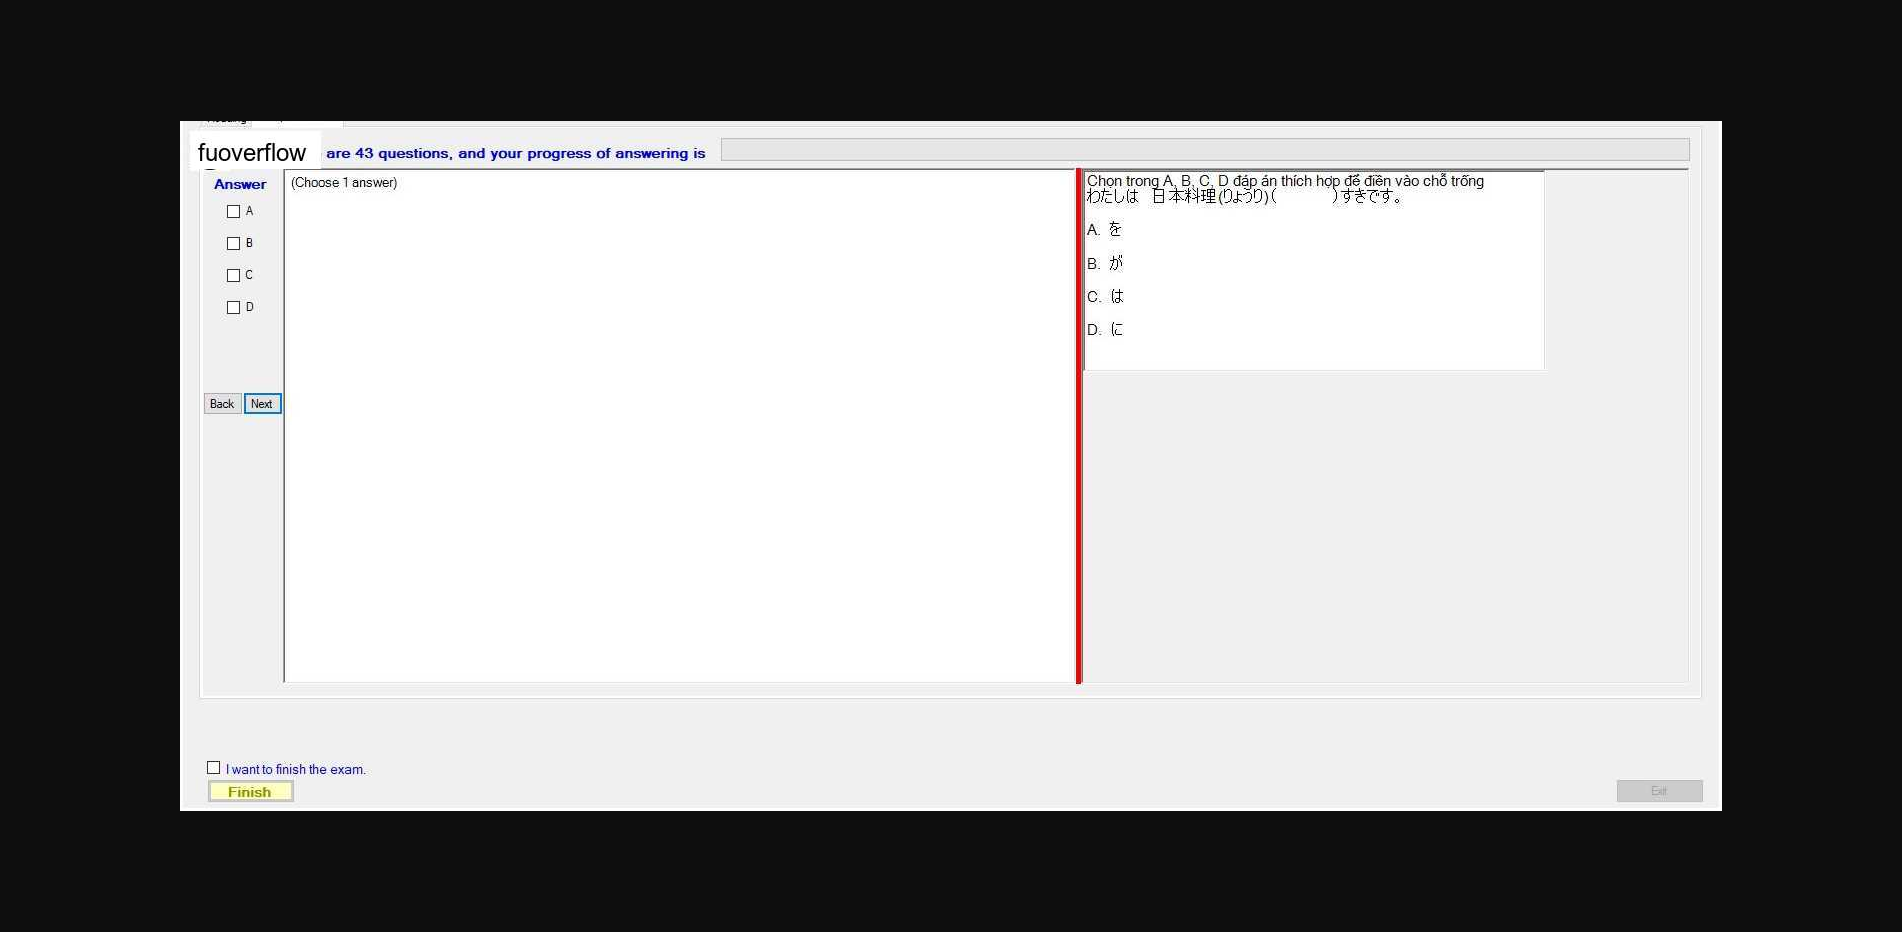 fuoverflow are 43 questions, and your progress of answering is
Answer
(Choose 1 answer)
A
B
C
D
Back Next
Chọn trong A, B, C, D đáp án thích hợp để điền vào chỗ trống
わたしは 日本料理(りょうり)( )すきです。
A. を
B. が
C. は
D. に
I want to finish the exam.
Finish
Exit